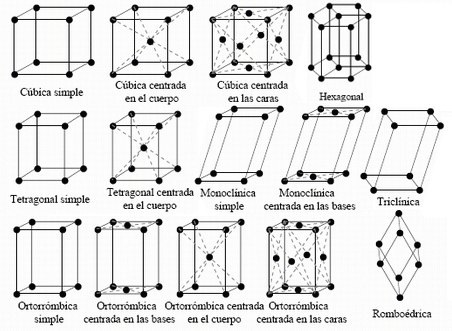 Cúbica simple
Cúbica centrada
en el cuerpo
Cúbica centrada
en las caras
Hexagonal
Tetragonal simple
Tetragonal centrada
en el cuerpo
Monoclínica
simple
Monoclínica
centrada en las bases
Triclínica
Ortorrómbica
simple
Ortorrómbica
centrada en las bases
Ortorrómbica centrada
en el cuerpo
Ortorrómbica
centrada en las caras
Romboédrica